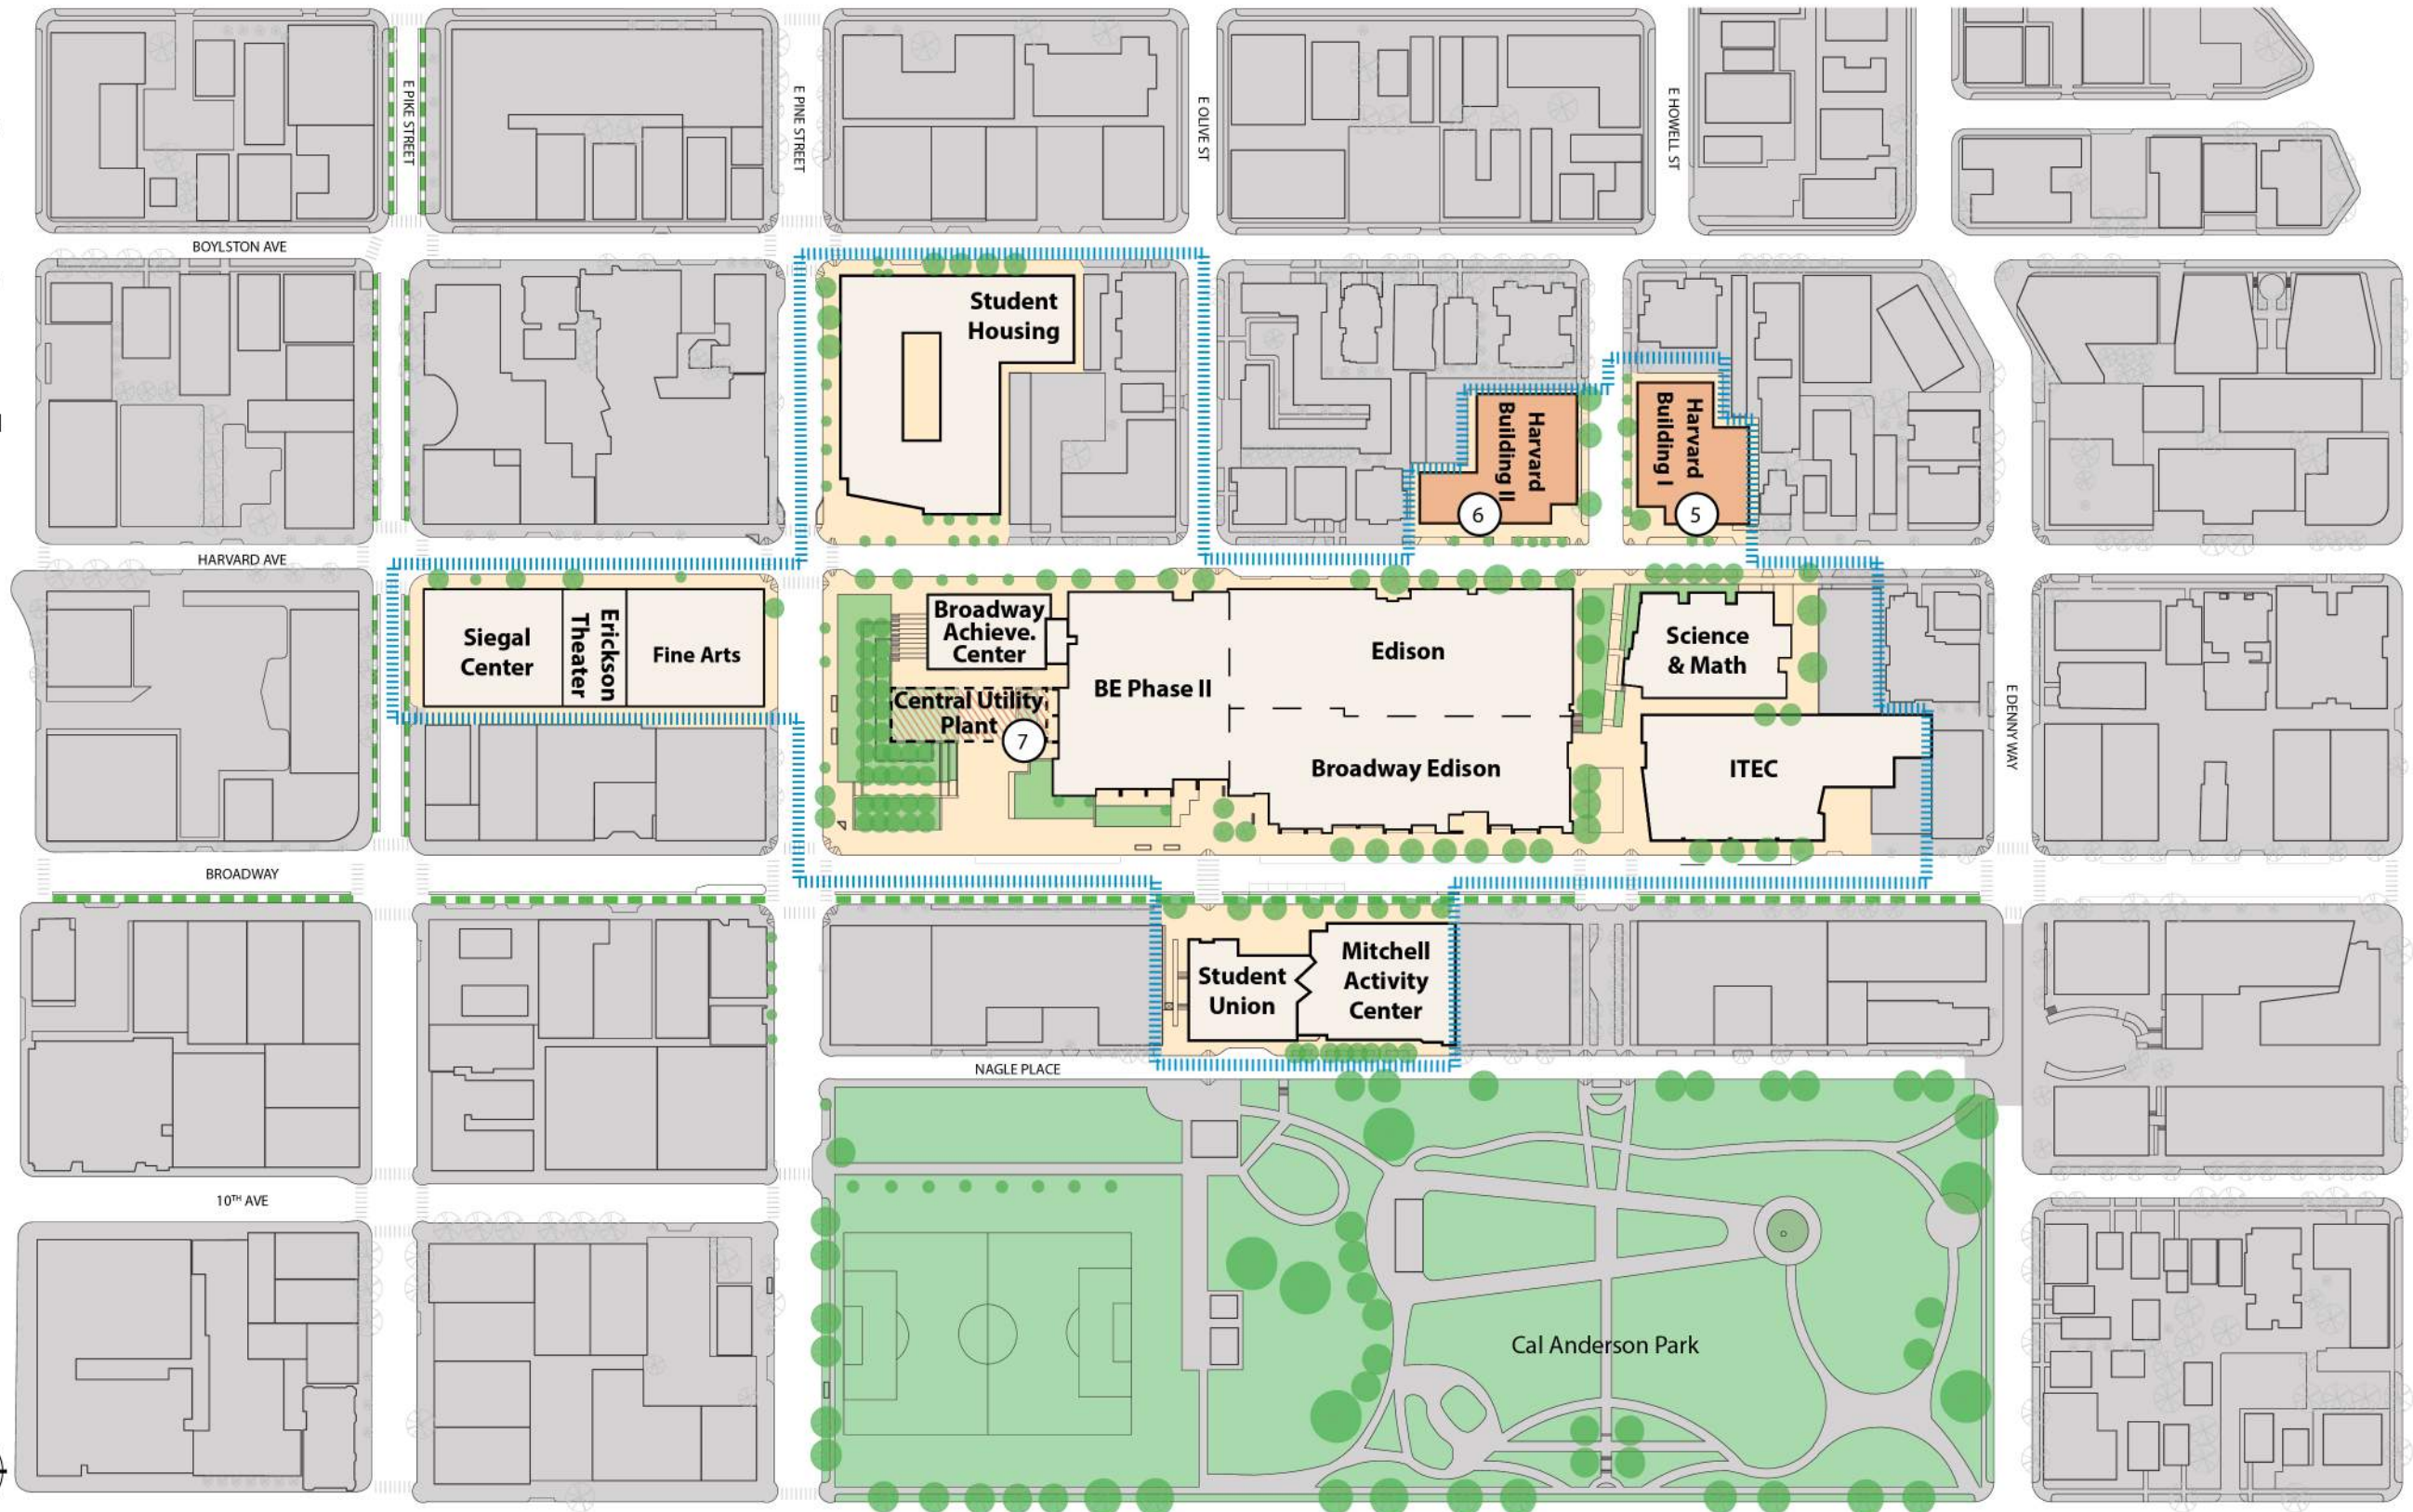 E PIKE STREET
E PINE STREET
E OLIVE ST
E HOWELL ST
BOYLSTON AVE
Student
Housing
Harvard
Building II
6
Harvard
Building I
5
HARVARD AVE
Siegal
Center
Erickson
Theater
Fine Arts
Broadway
Achieve.
Center
Central Utility
Plant
7
BE Phase II
Edison
Broadway Edison
Science
& Math
ITEC
E DENNY WAY
BROADWAY
Student
Union
Mitchell
Activity
Center
NAGLE PLACE
10TH AVE
Cal Anderson Park